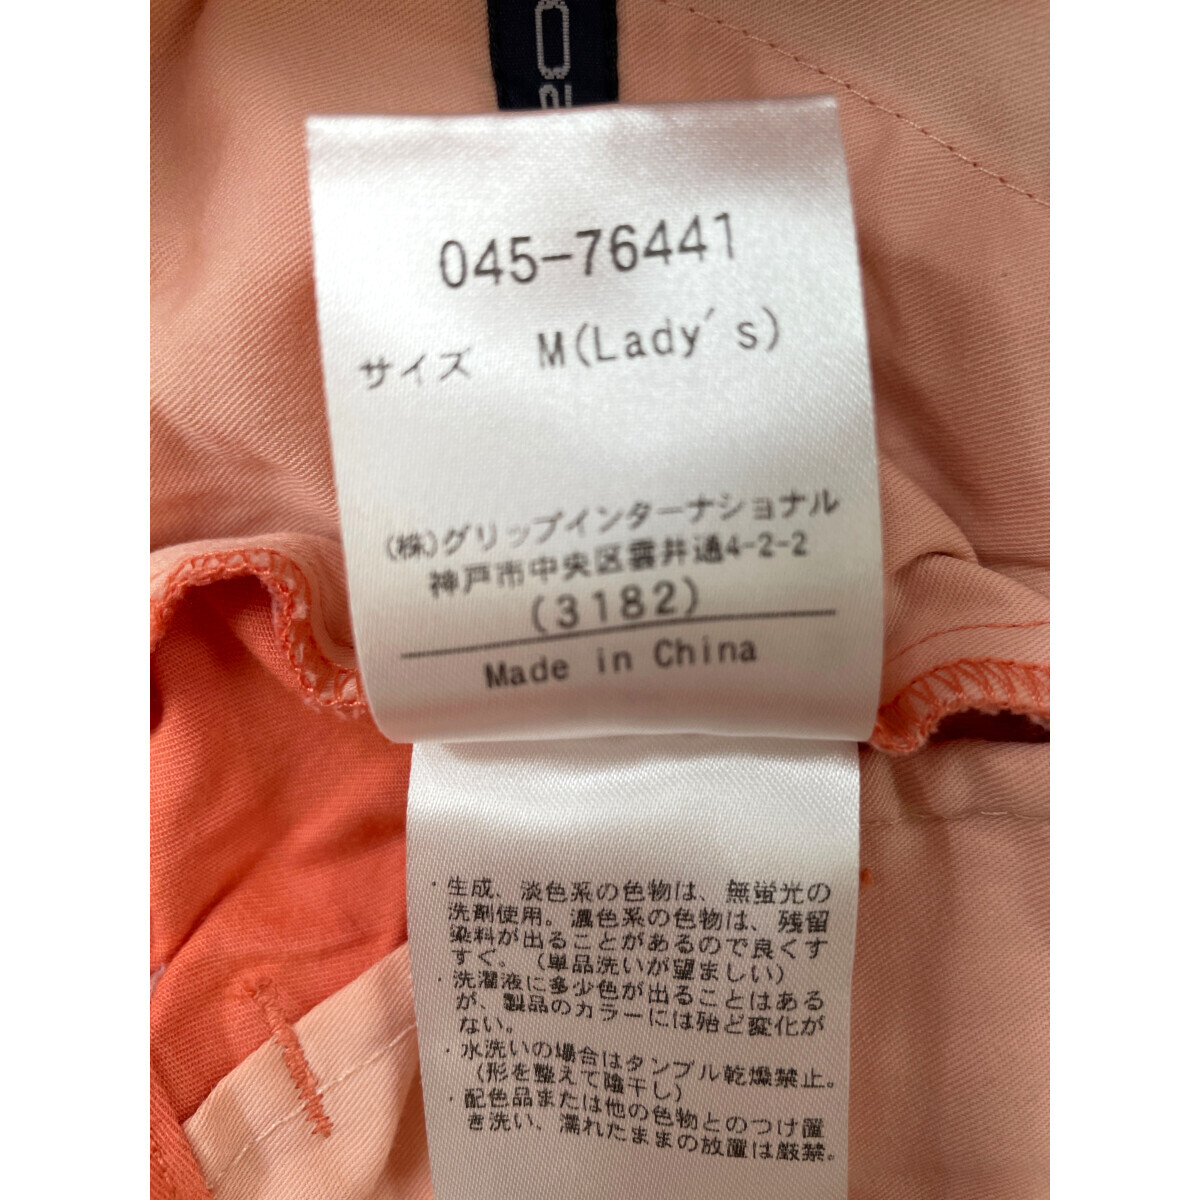 045-76441
サイズ M(Lady's)
(株)グリップインターナショナル
神戸市中央区雲井通4-2-2
(3182)
Made in China
・生成、淡色系の色物は、無蛍光の
洗剤使用。濃色系の色物は、残留
染料が出ることがあるので良くす
すぐ。(単品洗いが望ましい)
・洗濯液に多少色が出ることはある
が、製品のカラーには殆ど変化が
ない。
・水洗いの場合はタンブル乾燥禁止。
(形を整えて陰干し)
・配色品または他の色物とのつけ置
き洗い、濡れたままの放置は厳禁。